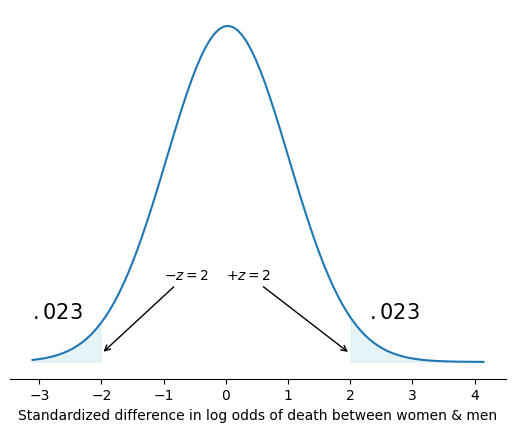 −z = 2 +z = 2
.023 .023
−3 −2 −1 0 1 2 3 4
Standardized difference in log odds of death between women & men